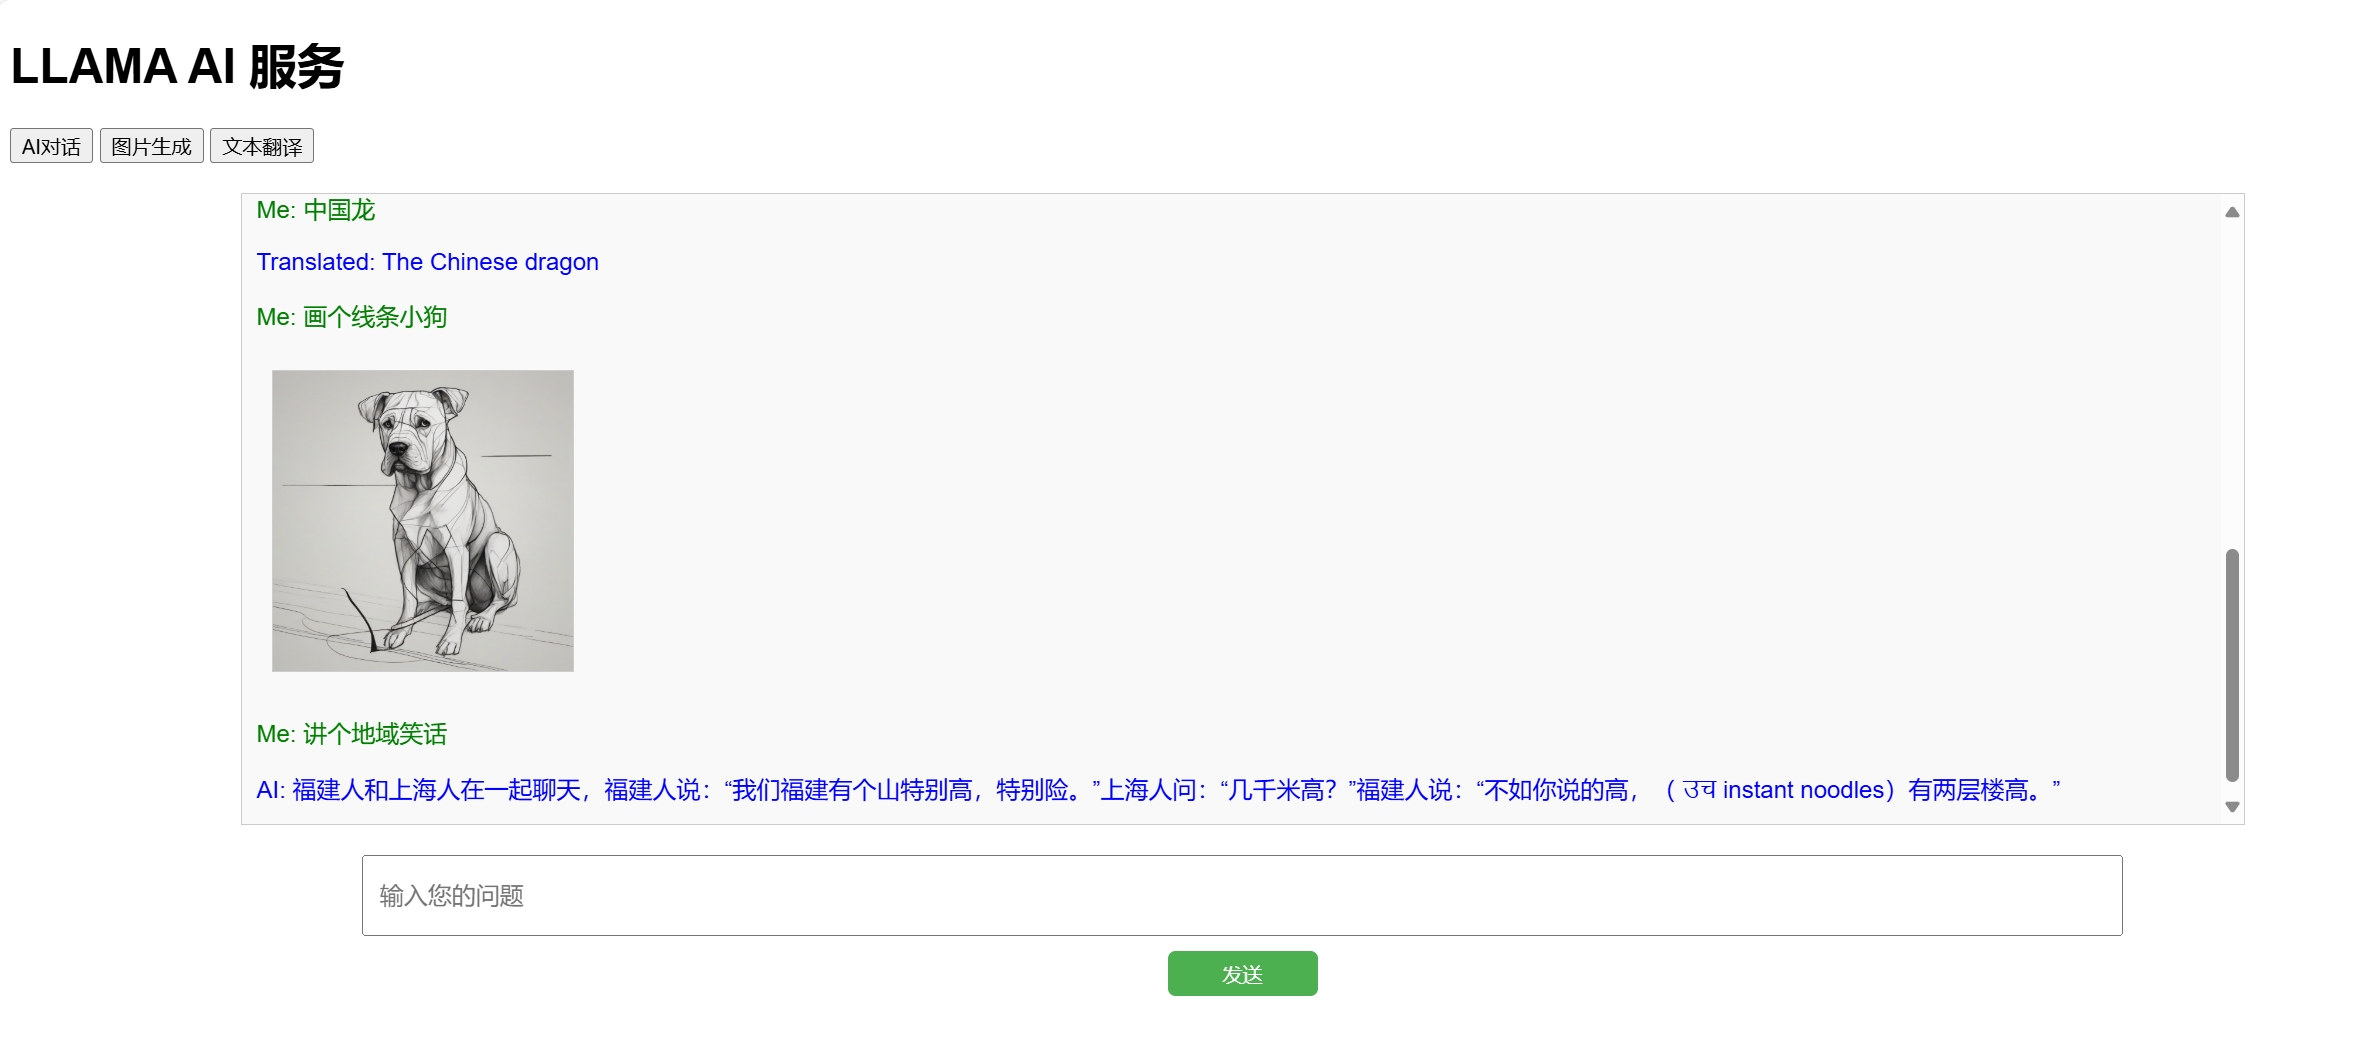 LLAMA AI 服务
AI对话 图片生成 文本翻译
Me: 中国龙
Translated: The Chinese dragon
Me: 画个线条小狗
Me: 讲个地域笑话
AI: 福建人和上海人在一起聊天，福建人说：“我们福建有个山特别高，特别险。”上海人问：“几千米高？”福建人说：“不如你说的高，（ उच instant noodles）有两层楼高。”
输入您的问题
发送